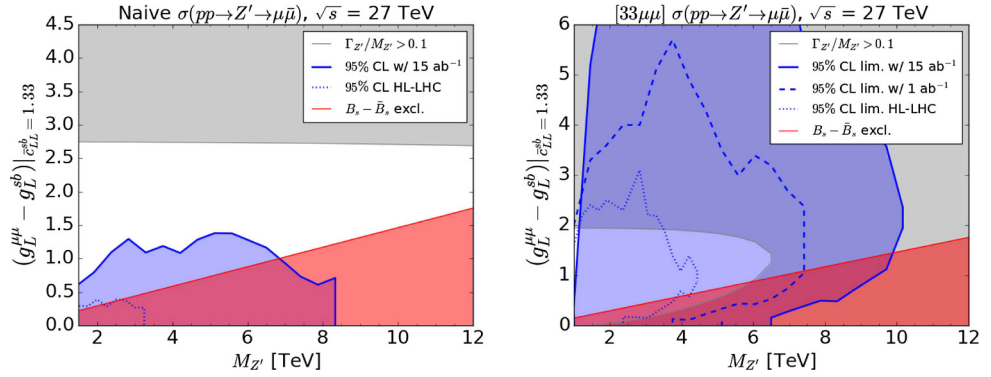 Naive σ(pp→Z′→μμ̄), √s = 27 TeV
4.5
4.0
3.5
3.0
2.5
2.0
1.5
1.0
0.5
0.0
(g_L^{μμ} − g_L^{sb})|_{c̄_{LL}^{sb}=1.33}
Γ_{Z′}/M_{Z′}>0.1
95% CL w/ 15 ab⁻¹
95% CL HL-LHC
B_s − B̄_s excl.
2 4 6 8 10 12
M_{Z′} [TeV]
[33μμ] σ(pp→Z′→μμ̄), √s = 27 TeV
6
5
4
3
2
1
0
(g_L^{μμ} − g_L^{sb})|_{c̄_{LL}^{sb}=1.33}
Γ_{Z′}/M_{Z′}>0.1
95% CL lim. w/ 15 ab⁻¹
95% CL lim. w/ 1 ab⁻¹
95% CL lim. HL-LHC
B_s − B̄_s excl.
2 4 6 8 10 12
M_{Z′} [TeV]